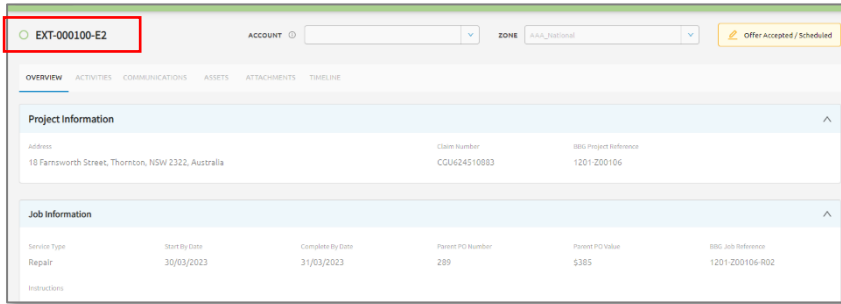 EXT-000100-E2 ACCOUNT ZONE AAA_National Offer Accepted / Scheduled
OVERVIEW ACTIVITIES COMMUNICATIONS ASSETS ATTACHMENTS TIMELINE
Project Information
Address Claim Number BBG Project Reference
18 Farnsworth Street, Thornton, NSW 2322, Australia CGU624510883 1201-Z00106
Job Information
Service Type Start By Date Complete By Date Parent PO Number Parent PO Value BBG Job Reference
Repair 30/03/2023 31/03/2023 289 $385 1201-Z00106-R02
Instructions